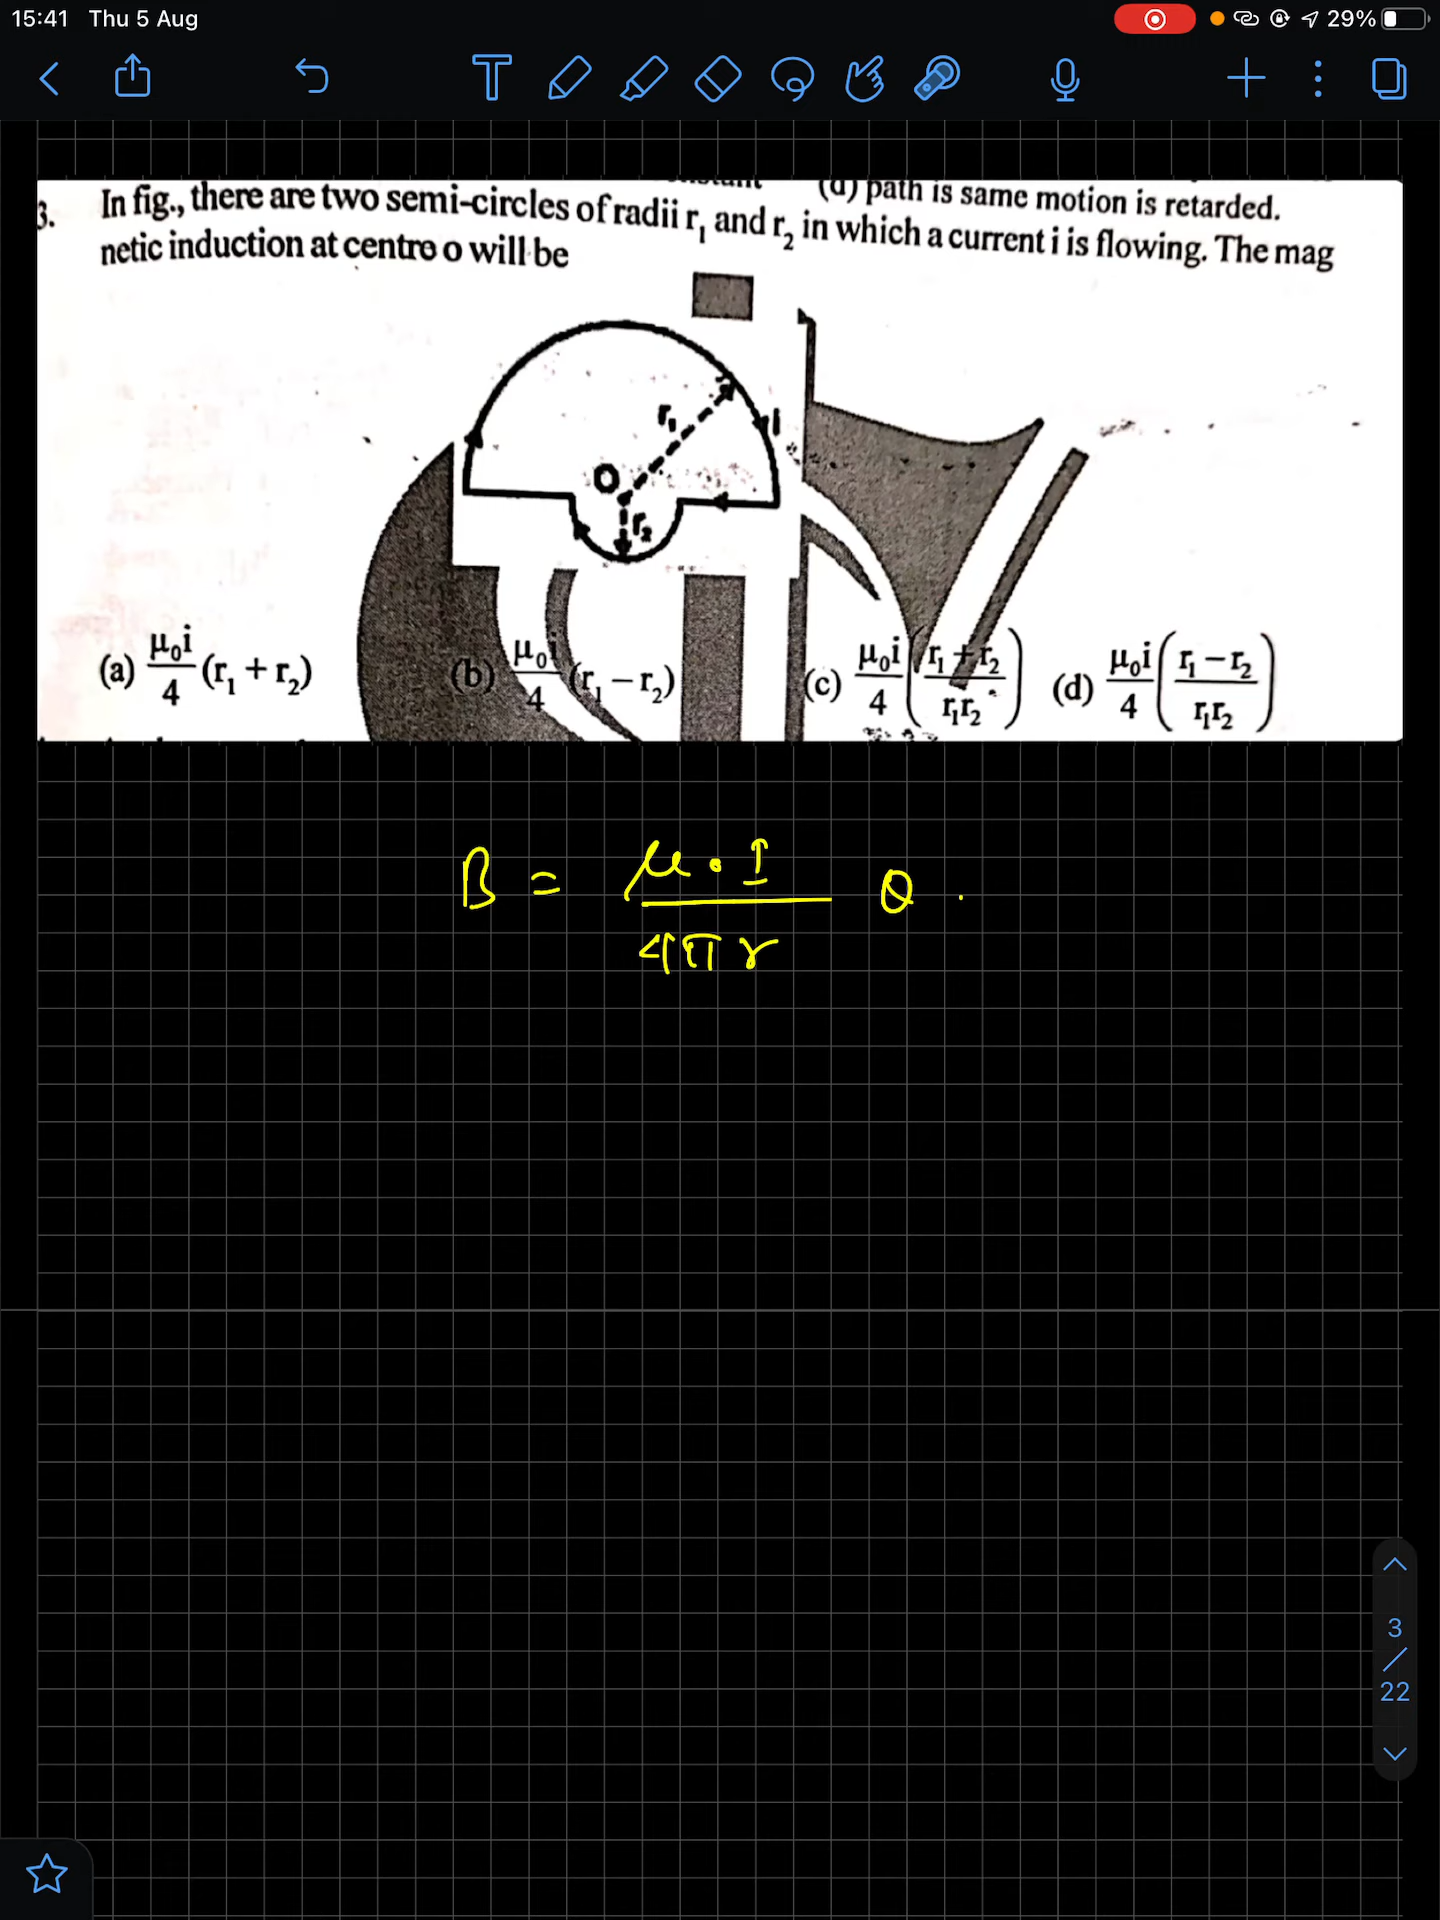 15:41 Thu 5 Aug 29%
(d) path is same motion is retarded.
3. In fig., there are two semi-circles of radii r₁ and r₂ in which a current i is flowing. The mag
netic induction at centre o will be
r₁ i
O
r₂
(a) μ₀i/4 (r₁ + r₂) (b) μ₀i/4 (r₁ − r₂) (c) μ₀i/4 ((r₁ + r₂)/(r₁r₂)) (d) μ₀i/4 ((r₁ − r₂)/(r₁r₂))
B = μ₀I/(4πr) θ.
3
/
22